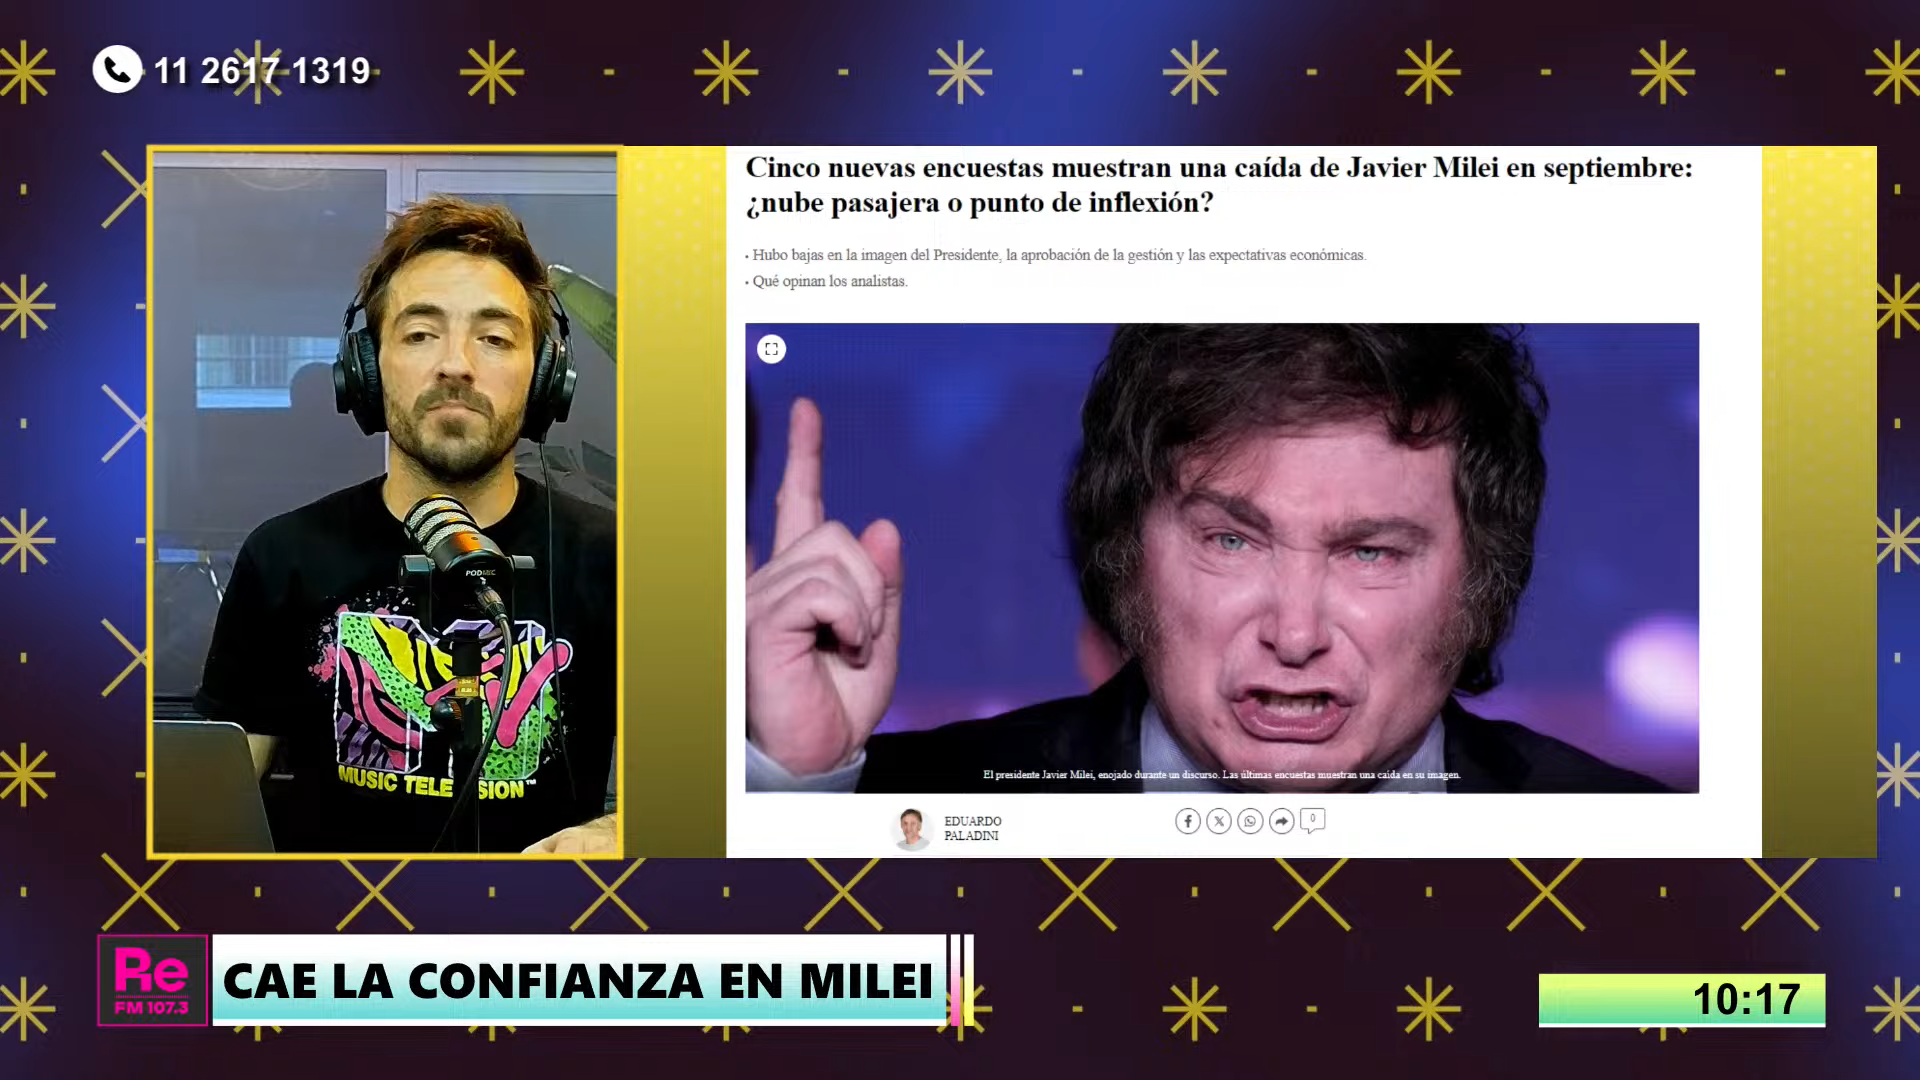 11 2617 1319
Cinco nuevas encuestas muestran una caída de Javier Milei en septiembre:
¿nube pasajera o punto de inflexión?
• Hubo bajas en la imagen del Presidente, la aprobación de la gestión y las expectativas económicas.
• Qué opinan los analistas.
El presidente Javier Milei, enojado durante un discurso. Las últimas encuestas muestran una caída en su imagen.
EDUARDO
PALADINI
0
PODMIC
MUSIC TELE SION™
Re
FM 107.3
CAE LA CONFIANZA EN MILEI
10:17